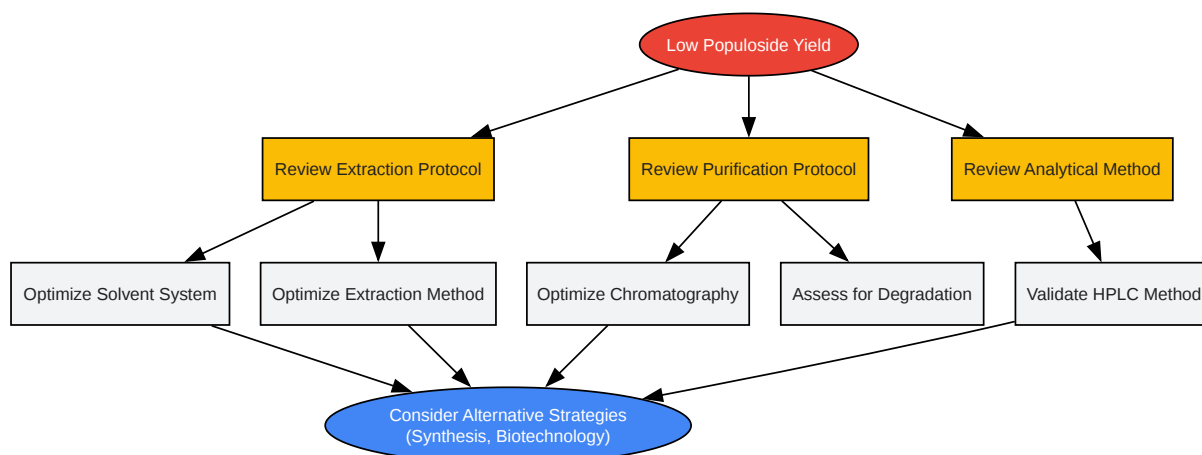 Low Populoside Yield
Review Extraction Protocol
Review Purification Protocol
Review Analytical Method
Optimize Solvent System
Optimize Extraction Method
Optimize Chromatography
Assess for Degradation
Validate HPLC Method
Consider Alternative Strategies
(Synthesis, Biotechnology)